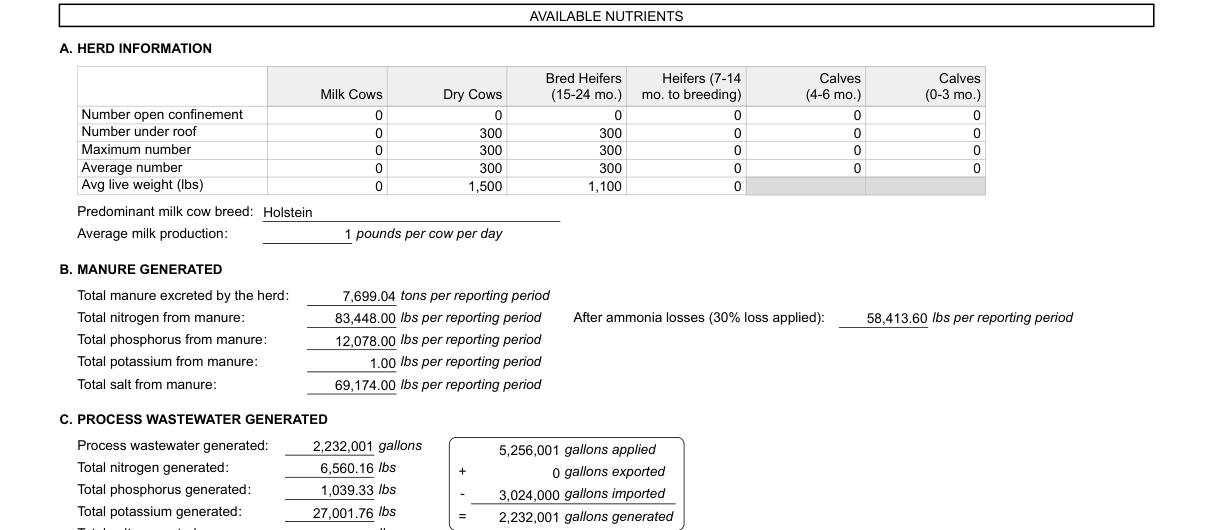 AVAILABLE NUTRIENTS
A. HERD INFORMATION
Milk Cows Dry Cows Bred Heifers (15-24 mo.) Heifers (7-14 mo. to breeding) Calves (4-6 mo.) Calves (0-3 mo.)
Number open confinement 0 0 0 0 0 0
Number under roof 0 300 300 0 0 0
Maximum number 0 300 300 0 0 0
Average number 0 300 300 0 0 0
Avg live weight (lbs) 0 1,500 1,100 0
Predominant milk cow breed: Holstein
Average milk production: 1 pounds per cow per day
B. MANURE GENERATED
Total manure excreted by the herd: 7,699.04 tons per reporting period
Total nitrogen from manure: 83,448.00 lbs per reporting period After ammonia losses (30% loss applied): 58,413.60 lbs per reporting period
Total phosphorus from manure: 12,078.00 lbs per reporting period
Total potassium from manure: 1.00 lbs per reporting period
Total salt from manure: 69,174.00 lbs per reporting period
C. PROCESS WASTEWATER GENERATED
Process wastewater generated: 2,232,001 gallons
5,256,001 gallons applied
Total nitrogen generated: 6,560.16 lbs
+ 0 gallons exported
Total phosphorus generated: 1,039.33 lbs
- 3,024,000 gallons imported
Total potassium generated: 27,001.76 lbs
= 2,232,001 gallons generated